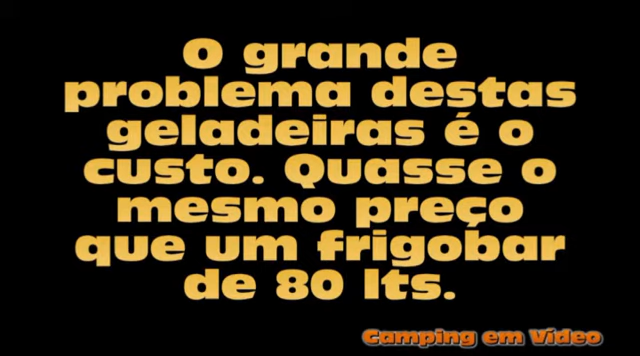 O grande
problema destas
geladeiras é o
custo. Quasse o
mesmo preço
que um frigobar
de 80 lts.
Camping em Vídeo